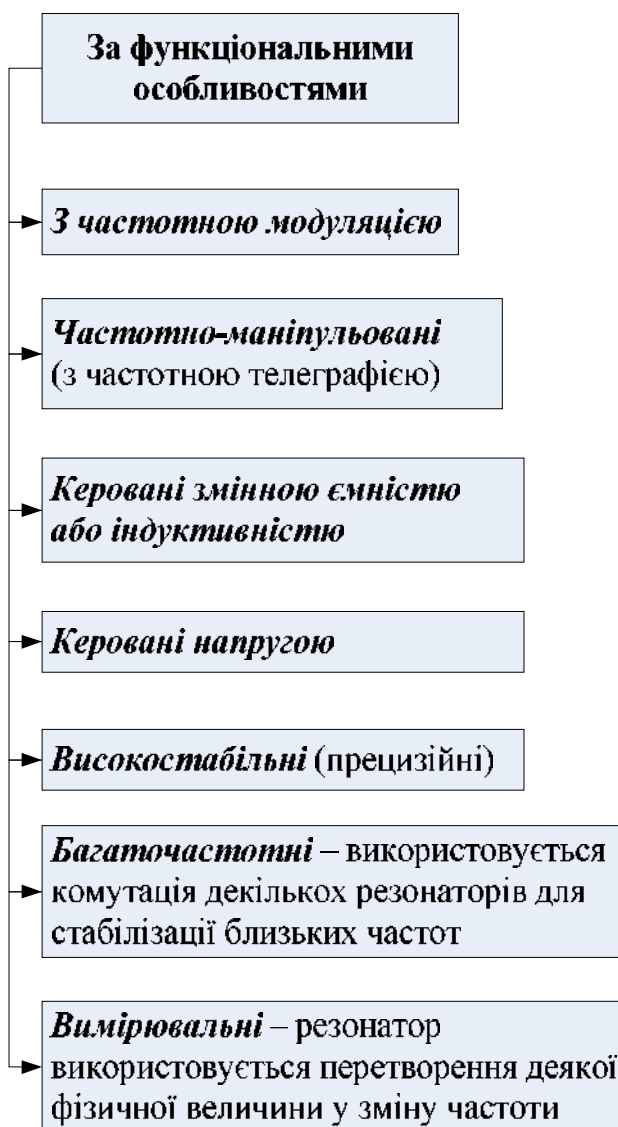 За функціональними
особливостями
З частотною модуляцією
Частотно-маніпульовані
(з частотною телеграфією)
Керовані змінною ємністю
або індуктивністю
Керовані напругою
Високостабільні (прецизійні)
Багаточастотні – використовується
комутація декількох резонаторів для
стабілізації близьких частот
Вимірювальні – резонатор
використовується перетворення деякої
фізичної величини у зміну частоти